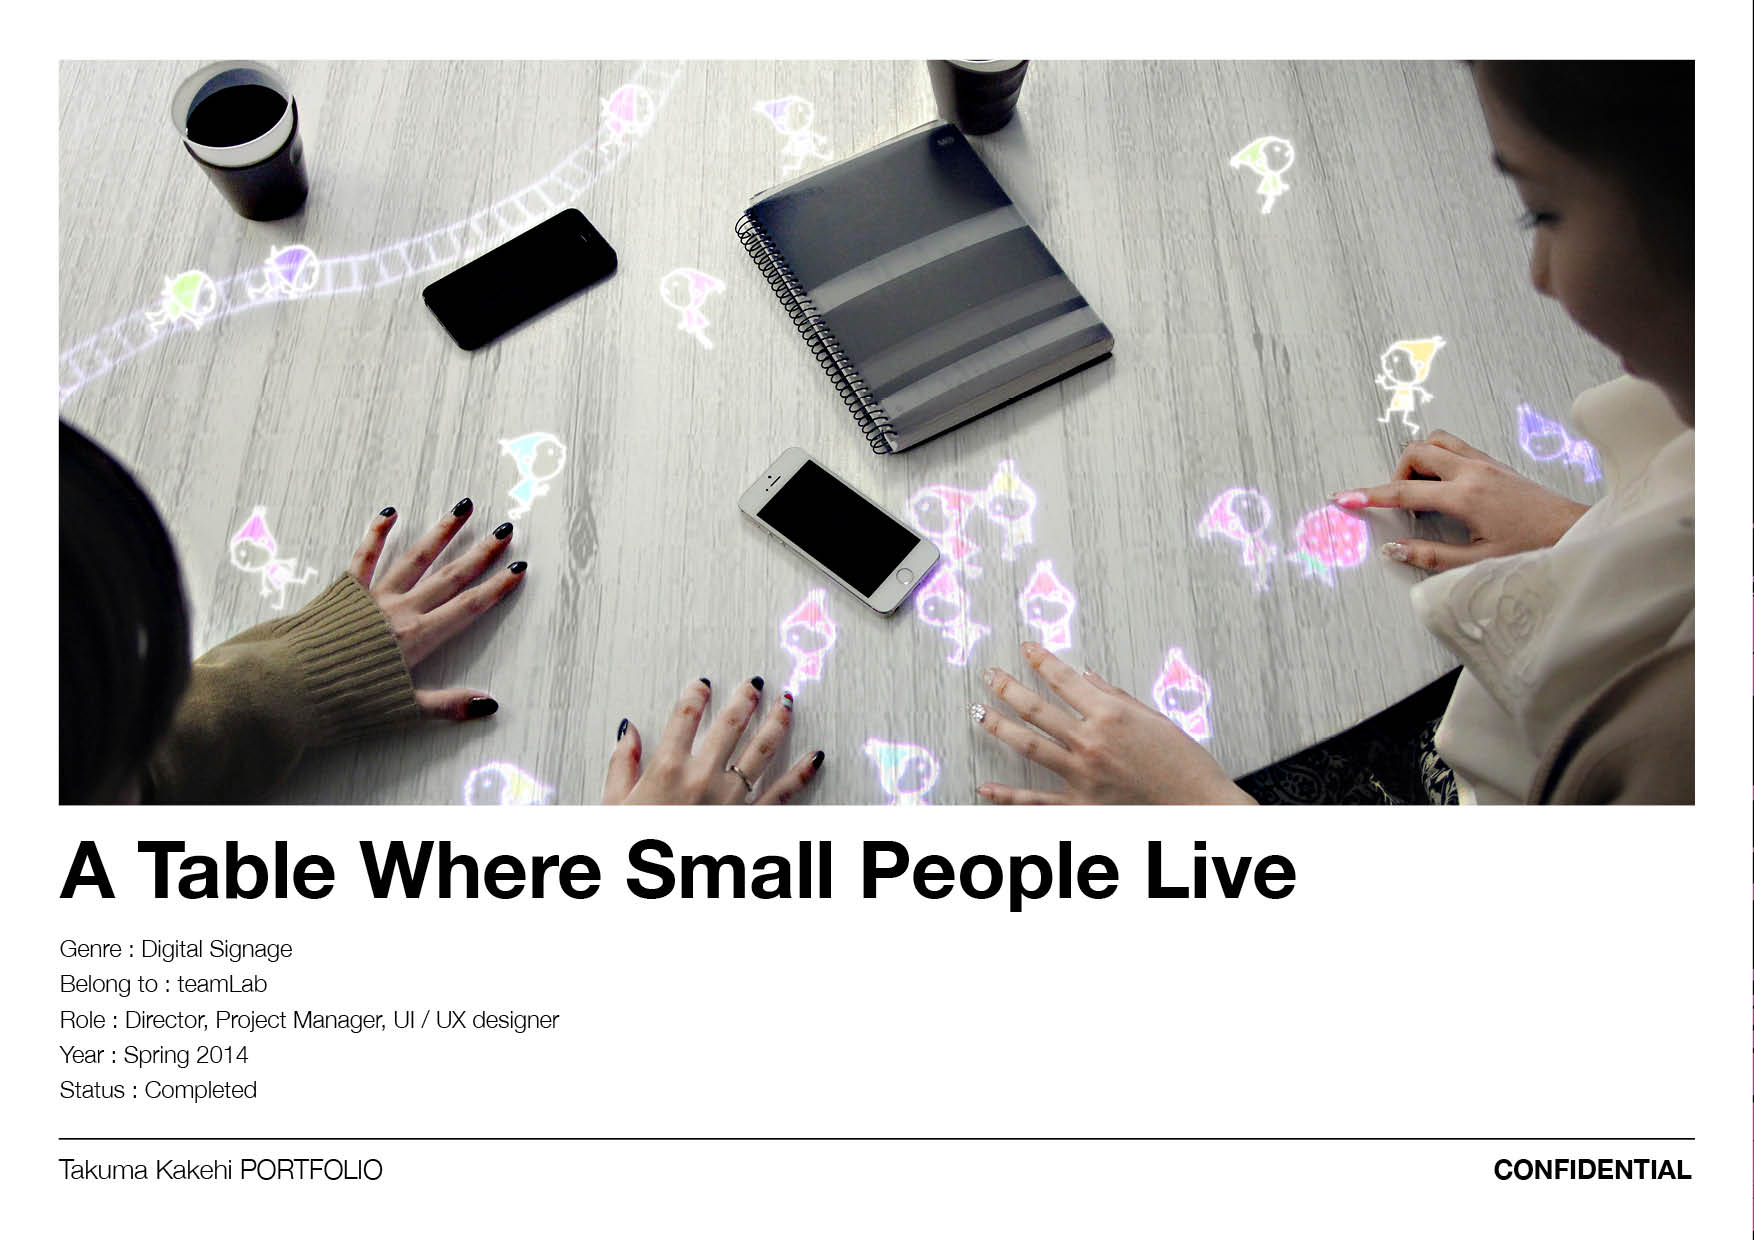 A Table Where Small People Live
Genre : Digital Signage
Belong to : teamLab
Role : Director, Project Manager, UI / UX designer
Year : Spring 2014
Status : Completed
Takuma Kakehi PORTFOLIO
CONFIDENTIAL